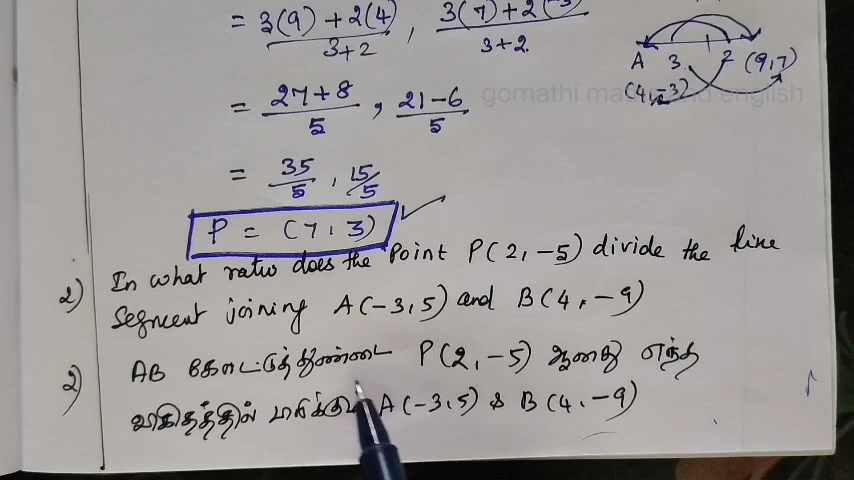 = 3(9) + 2(4) / 3+2 , 3(7) + 2(-3) / 3+2
A 3 2 (9,7)
(4,-3)
= 27+8 / 5 , 21-6 / 5
gomathi maths and english
= 35/5 , 15/5
P = (7, 3) ✓
2) In what ratio does the Point P(2, -5) divide the line
Segment joining A(-3,5) and B(4, -9)
2) AB கோட்டுத்துண்டை P(2, -5) ஆனது எந்த
விகிதத்தில் பிரிக்கும் A(-3,5) & B(4, -9)